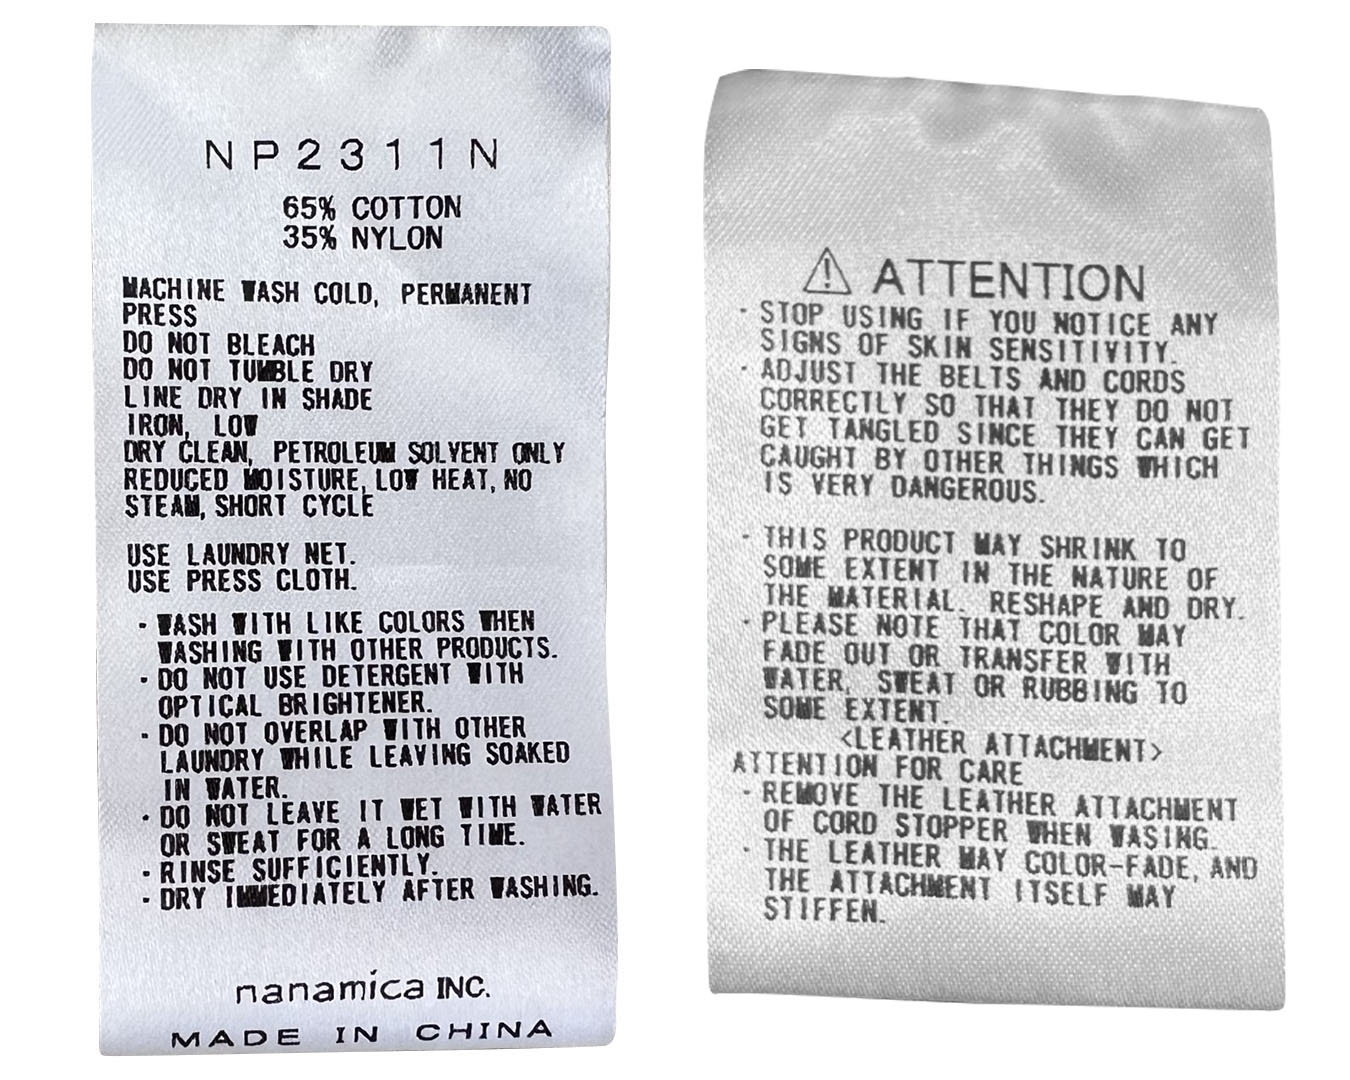 NP2311N
65% COTTON
35% NYLON
MACHINE WASH COLD, PERMANENT
PRESS
DO NOT BLEACH
DO NOT TUMBLE DRY
LINE DRY IN SHADE
IRON, LOW
DRY CLEAN, PETROLEUM SOLVENT ONLY
REDUCED MOISTURE, LOW HEAT, NO
STEAM, SHORT CYCLE
USE LAUNDRY NET.
USE PRESS CLOTH.
・WASH WITH LIKE COLORS WHEN
WASHING WITH OTHER PRODUCTS.
・DO NOT USE DETERGENT WITH
OPTICAL BRIGHTENER.
・DO NOT OVERLAP WITH OTHER
LAUNDRY WHILE LEAVING SOAKED
IN WATER.
・DO NOT LEAVE IT WET WITH WATER
OR SWEAT FOR A LONG TIME.
・RINSE SUFFICIENTLY.
・DRY IMMEDIATELY AFTER WASHING.
nanamica INC.
MADE IN CHINA
⚠ ATTENTION
・STOP USING IF YOU NOTICE ANY
SIGNS OF SKIN SENSITIVITY.
・ADJUST THE BELTS AND CORDS
CORRECTLY SO THAT THEY DO NOT
GET TANGLED SINCE THEY CAN GET
CAUGHT BY OTHER THINGS WHICH
IS VERY DANGEROUS.
・THIS PRODUCT MAY SHRINK TO
SOME EXTENT IN THE NATURE OF
THE MATERIAL. RESHAPE AND DRY.
・PLEASE NOTE THAT COLOR MAY
FADE OUT OR TRANSFER WITH
WATER, SWEAT OR RUBBING TO
SOME EXTENT.
<LEATHER ATTACHMENT>
ATTENTION FOR CARE
・REMOVE THE LEATHER ATTACHMENT
OF CORD STOPPER WHEN WASING.
・THE LEATHER MAY COLOR-FADE, AND
THE ATTACHMENT ITSELF MAY
STIFFEN.